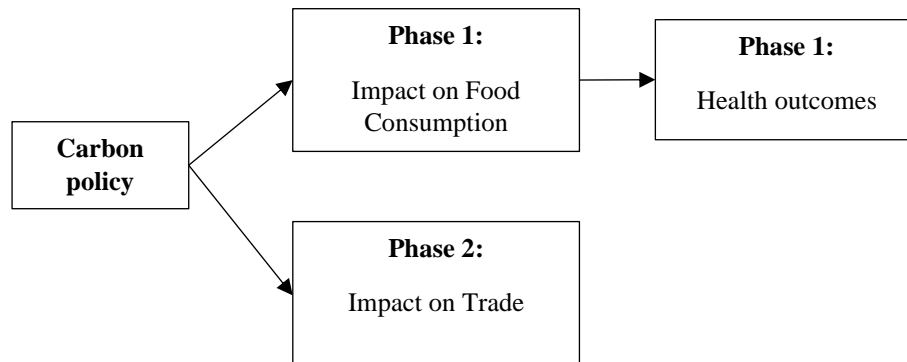 Carbon
policy
Phase 1:
Impact on Food
Consumption
Phase 1:
Health outcomes
Phase 2:
Impact on Trade